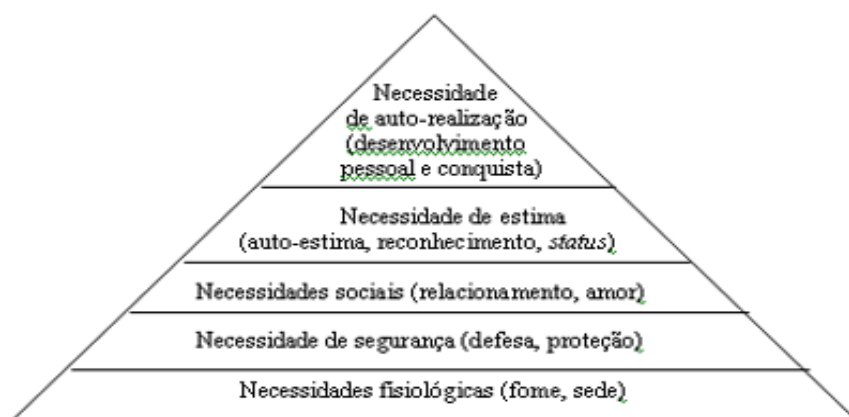 Necessidade
de auto-realização
(desenvolvimento
pessoal e conquista)
Necessidade de estima
(auto-estima, reconhecimento, status)
Necessidades sociais (relacionamento, amor)
Necessidade de segurança (defesa, proteção)
Necessidades fisiológicas (fome, sede)